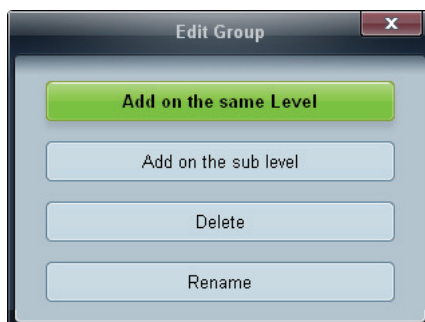 Edit Group
x
Add on the same Level
Add on the sub level
Delete
Rename